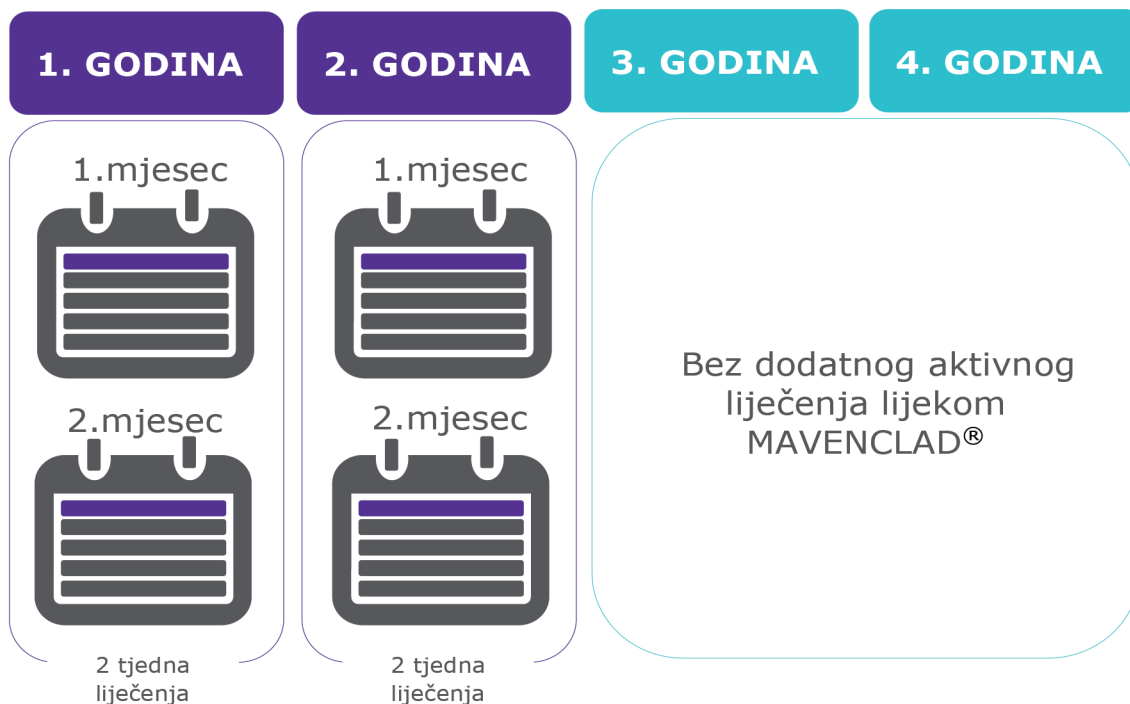 1. GODINA
2. GODINA
3. GODINA
4. GODINA
1.mjesec
2.mjesec
2 tjedna
liječenja
1.mjesec
2.mjesec
2 tjedna
liječenja
Bez dodatnog aktivnog
liječenja lijekom
MAVENCLAD®